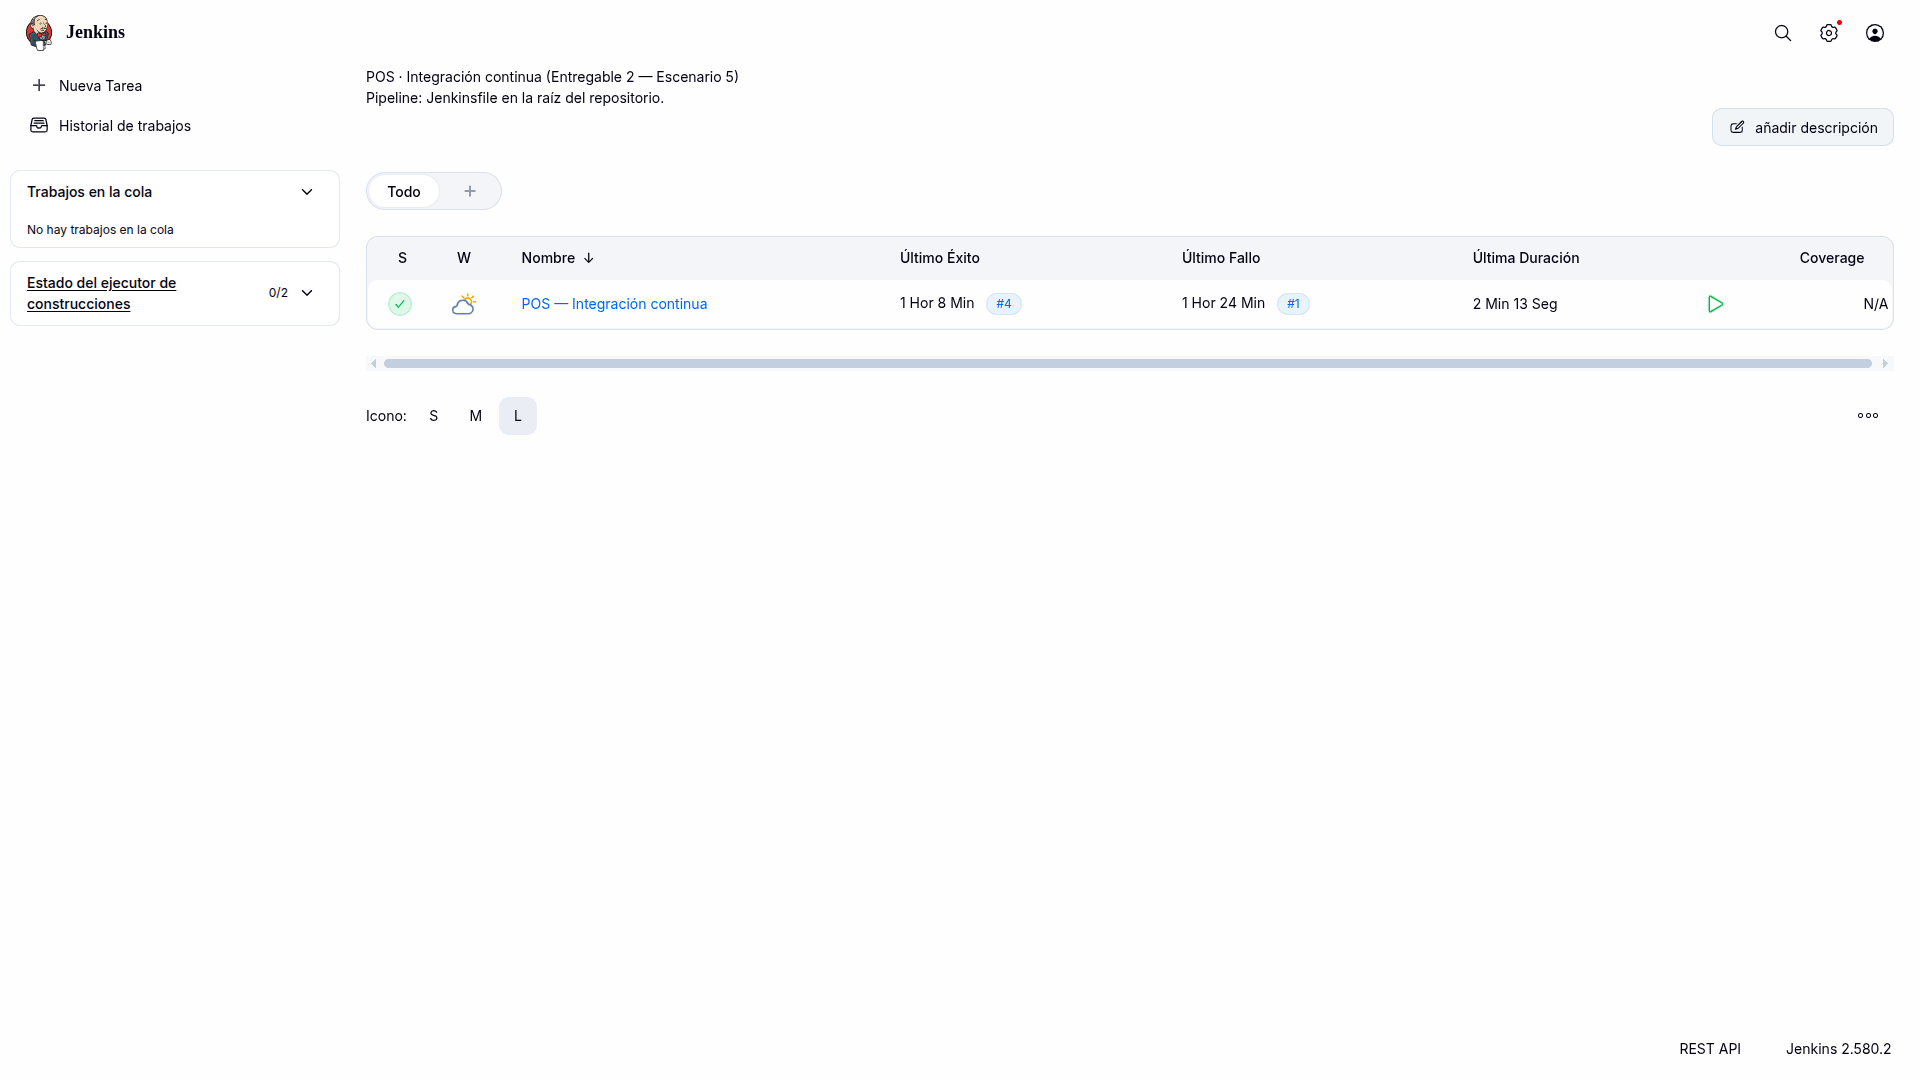 Jenkins
Nueva Tarea
Historial de trabajos
Trabajos en la cola
No hay trabajos en la cola
Estado del ejecutor de
construcciones
0/2
POS · Integración continua (Entregable 2 — Escenario 5)
Pipeline: Jenkinsfile en la raíz del repositorio.
añadir descripción
Todo
S W Nombre ↓ Último Éxito Último Fallo Última Duración Coverage
POS — Integración continua 1 Hor 8 Min #4 1 Hor 24 Min #1 2 Min 13 Seg N/A
Icono: S M L
REST API Jenkins 2.580.2